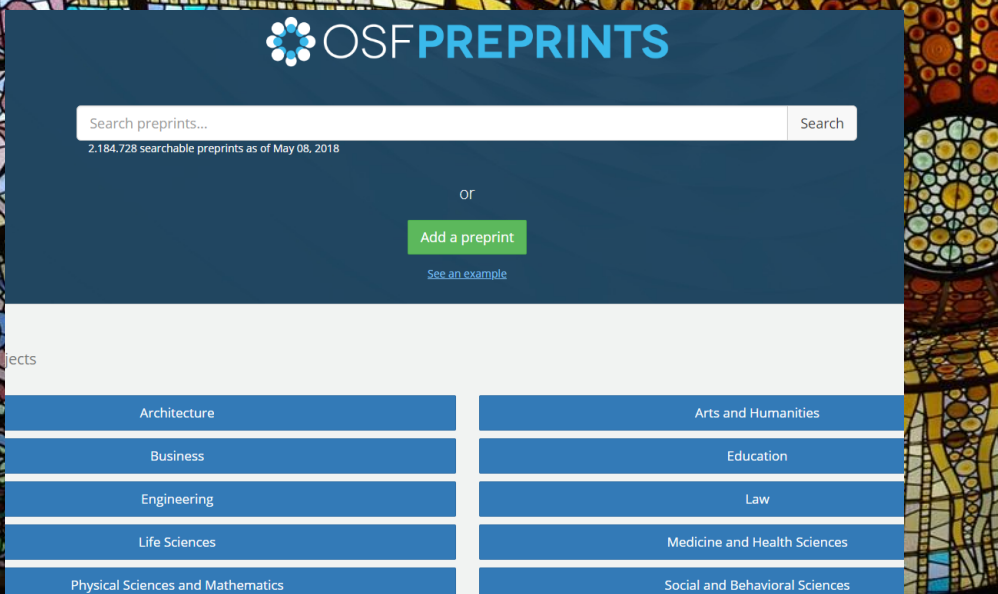 OSFPREPRINTS
Search preprints... Search
2.184.728 searchable preprints as of May 08, 2018
or
Add a preprint
See an example
jects
Architecture Arts and Humanities
Business Education
Engineering Law
Life Sciences Medicine and Health Sciences
Physical Sciences and Mathematics Social and Behavioral Sciences